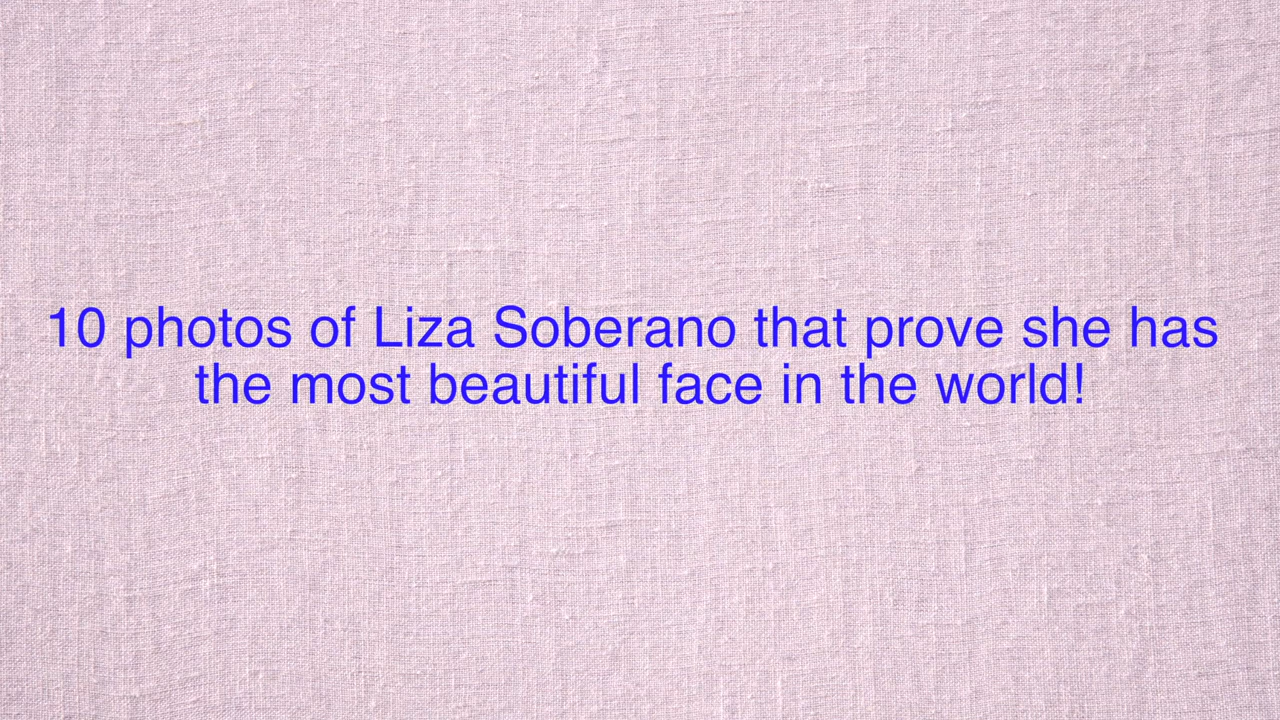 10 photos of Liza Soberano that prove she has
the most beautiful face in the world!